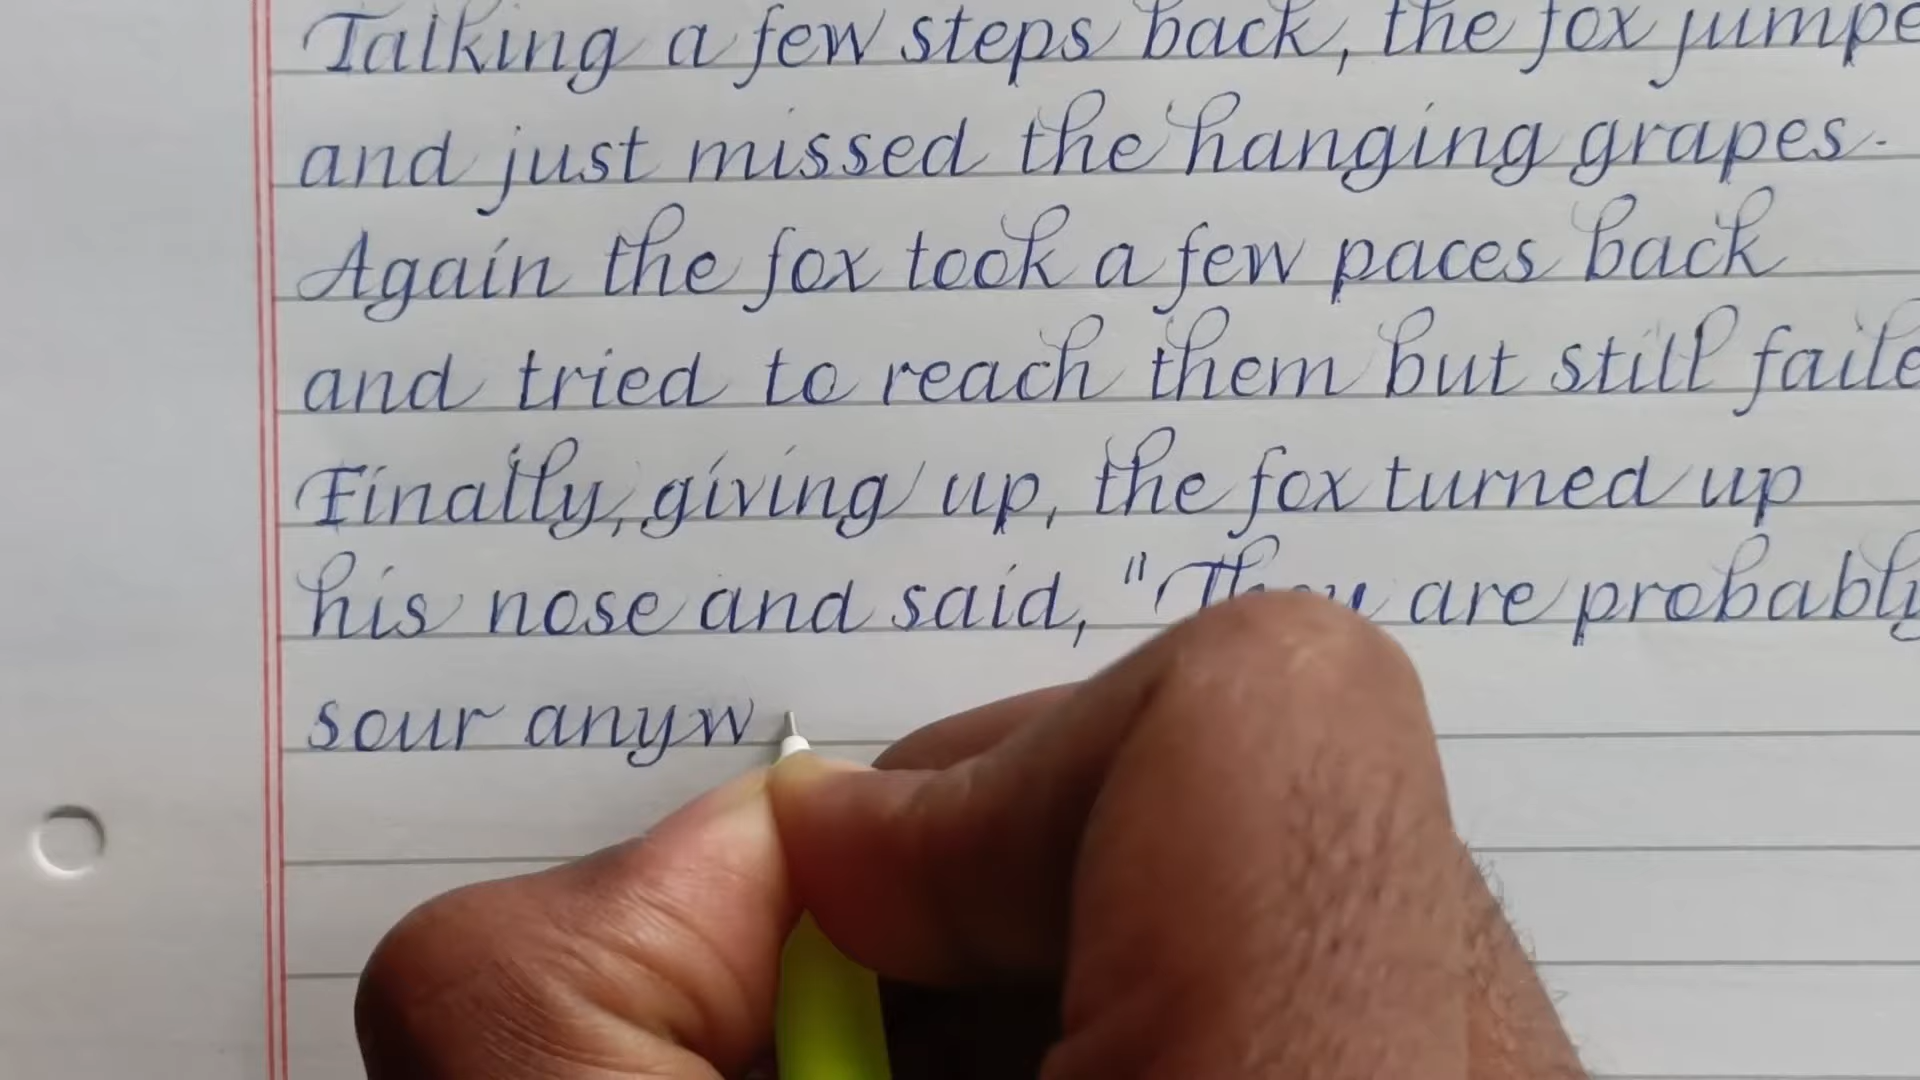 Talking a few steps back, the fox jumpe
and just missed the hanging grapes.
Again the fox took a few paces back
and tried to reach them but still faile
Finally, giving up, the fox turned up
his nose and said, "They are probably
sour anyw